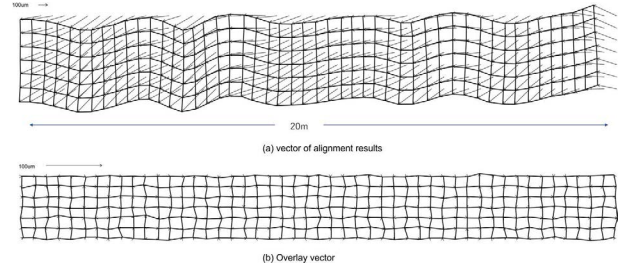 100um
20m
(a) vector of alignment results
100um
(b) Overlay vector